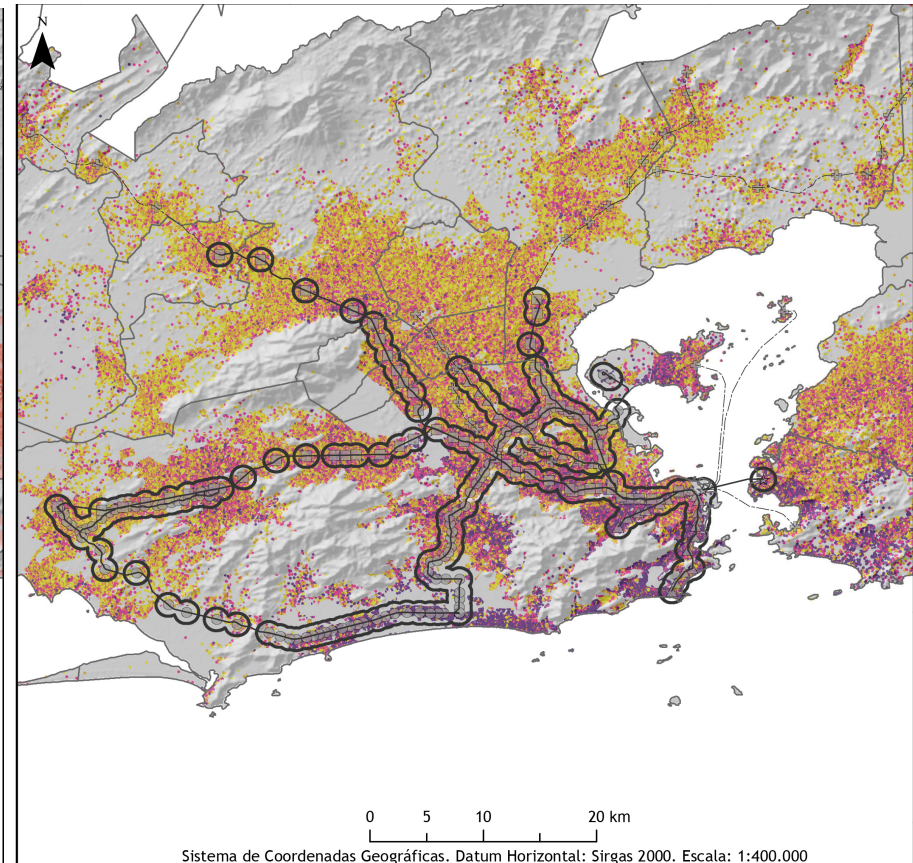 N
0 5 10 20 km
Sistema de Coordenadas Geográficas. Datum Horizontal: Sirgas 2000. Escala: 1:400.000